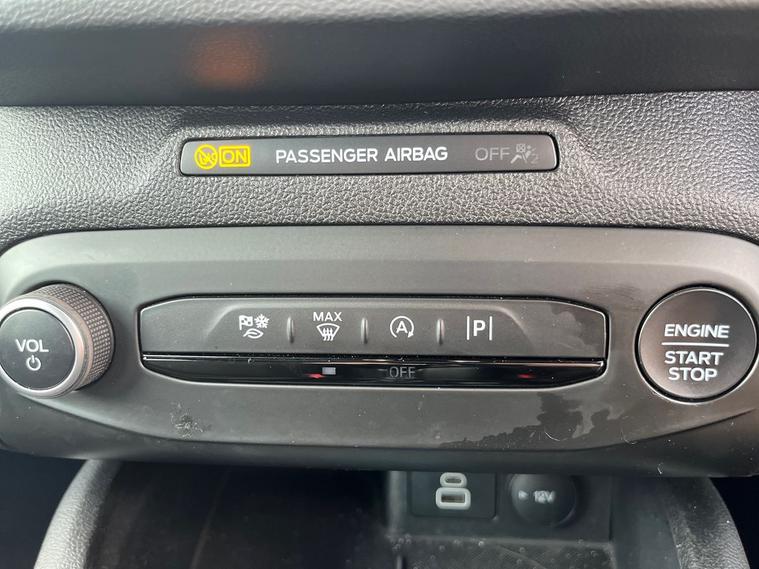 ON PASSENGER AIRBAG OFF
VOL
MAX
A
P
OFF
ENGINE
START
STOP
12V